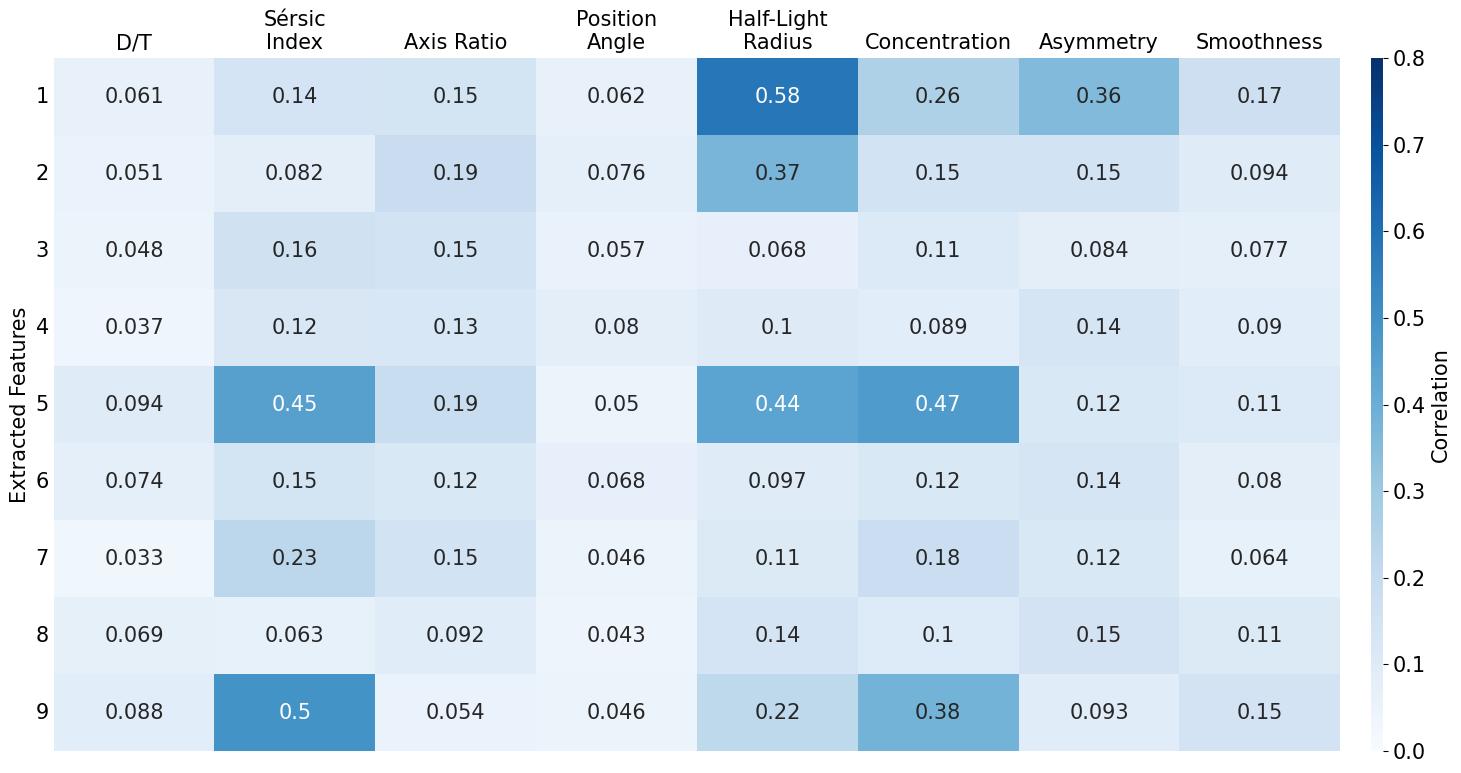 Sérsic Position Half-Light
D/T Index Axis Ratio Angle Radius Concentration Asymmetry Smoothness
1 0.061 0.14 0.15 0.062 0.58 0.26 0.36 0.17
2 0.051 0.082 0.19 0.076 0.37 0.15 0.15 0.094
3 0.048 0.16 0.15 0.057 0.068 0.11 0.084 0.077
4 0.037 0.12 0.13 0.08 0.1 0.089 0.14 0.09
5 0.094 0.45 0.19 0.05 0.44 0.47 0.12 0.11
6 0.074 0.15 0.12 0.068 0.097 0.12 0.14 0.08
7 0.033 0.23 0.15 0.046 0.11 0.18 0.12 0.064
8 0.069 0.063 0.092 0.043 0.14 0.1 0.15 0.11
9 0.088 0.5 0.054 0.046 0.22 0.38 0.093 0.15
Extracted Features
0.8
0.7
0.6
0.5
0.4
0.3
0.2
0.1
0.0
Correlation